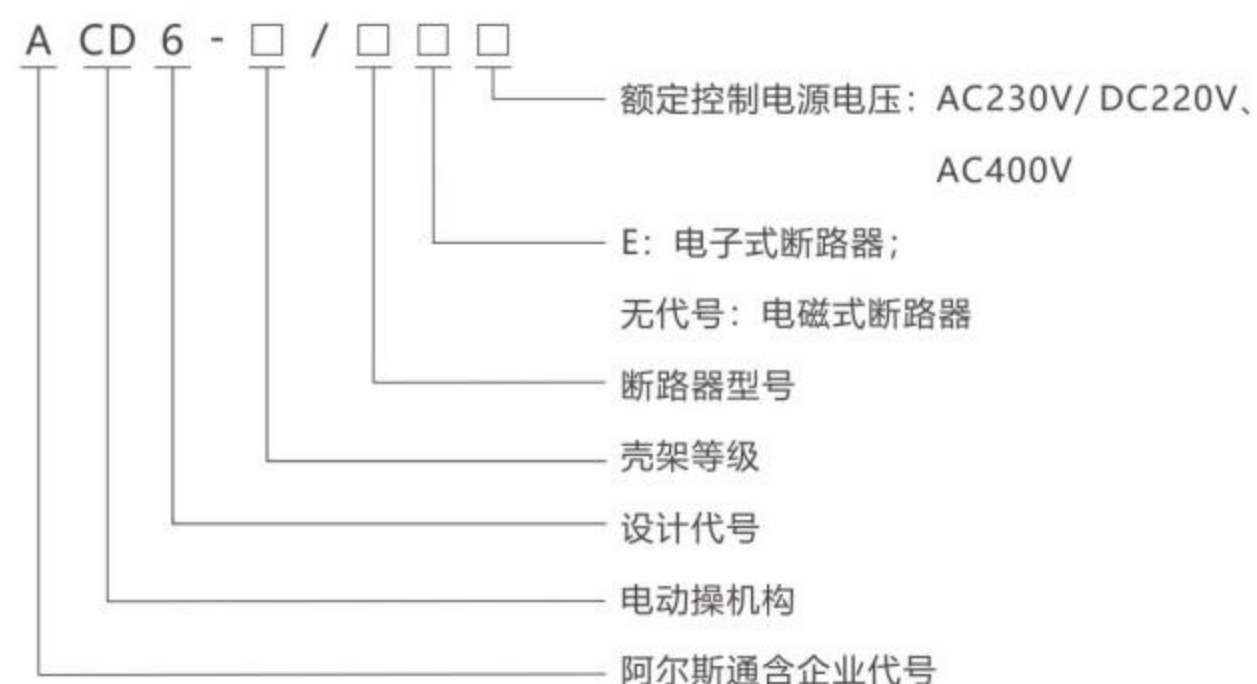 A CD 6 - □ / □ □ □
额定控制电源电压：AC230V/ DC220V、
AC400V
E：电子式断路器；
无代号：电磁式断路器
断路器型号
壳架等级
设计代号
电动操机构
阿尔斯通含企业代号